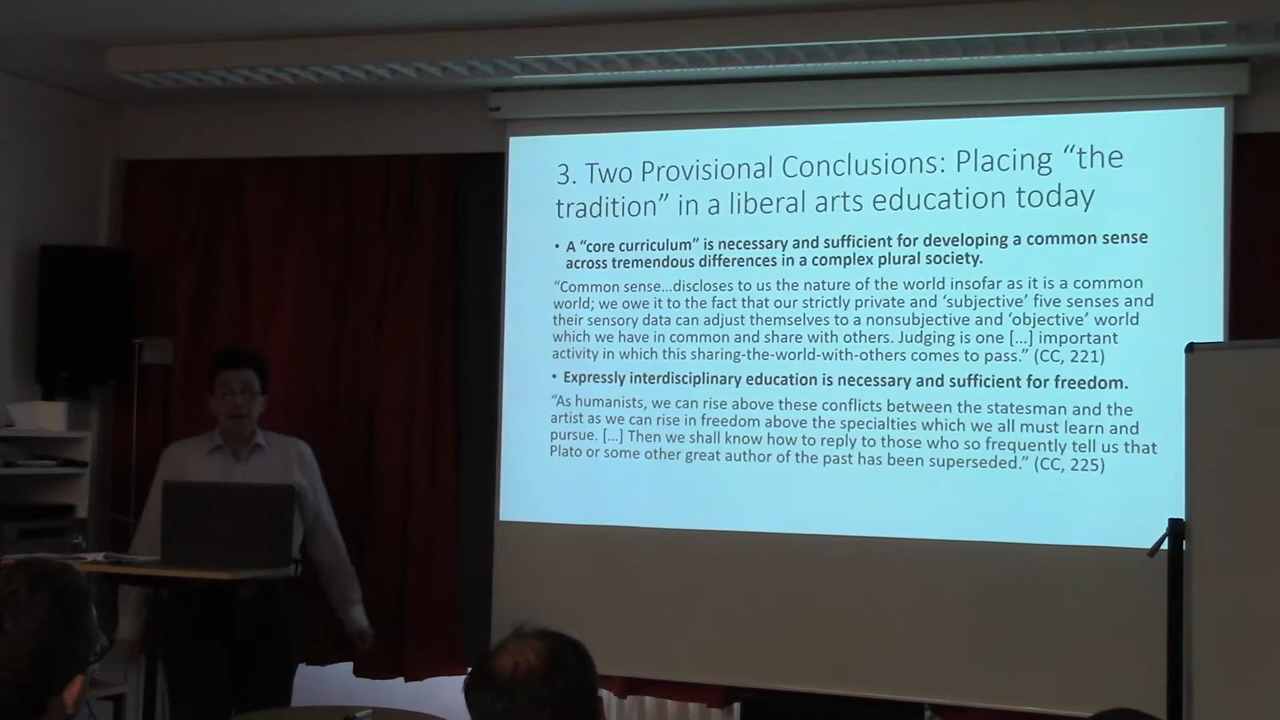 3. Two Provisional Conclusions: Placing “the
tradition” in a liberal arts education today
• A “core curriculum” is necessary and sufficient for developing a common sense
across tremendous differences in a complex plural society.
“Common sense…discloses to us the nature of the world insofar as it is a common
world; we owe it to the fact that our strictly private and ‘subjective’ five senses and
their sensory data can adjust themselves to a nonsubjective and ‘objective’ world
which we have in common and share with others. Judging is one [...] important
activity in which this sharing-the-world-with-others comes to pass.” (CC, 221)
• Expressly interdisciplinary education is necessary and sufficient for freedom.
“As humanists, we can rise above these conflicts between the statesman and the
artist as we can rise in freedom above the specialties which we all must learn and
pursue. [...] Then we shall know how to reply to those who so frequently tell us that
Plato or some other great author of the past has been superseded.” (CC, 225)